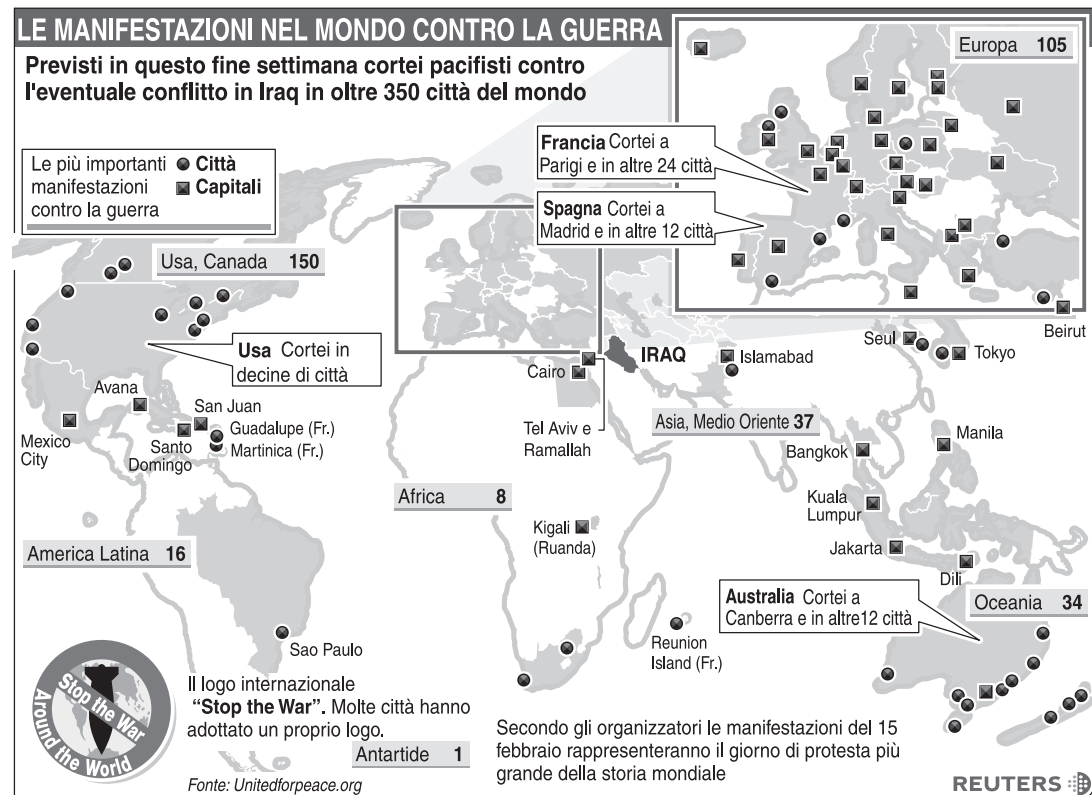 LE MANIFESTAZIONI NEL MONDO CONTRO LA GUERRA
Previsti in questo fine settimana cortei pacifisti contro
l'eventuale conflitto in Iraq in oltre 350 città del mondo
Le più importanti
manifestazioni
contro la guerra
Città
Capitali
Europa 105
Francia Cortei a
Parigi e in altre 24 città
Spagna Cortei a
Madrid e in altre 12 città
Usa, Canada 150
Usa Cortei in
decine di città
Beirut
Seul
Tokyo
IRAQ
Islamabad
Cairo
Avana
San Juan
Guadalupe (Fr.)
Martinica (Fr.)
Mexico
City
Santo
Domingo
Tel Aviv e
Ramallah
Asia, Medio Oriente 37
Manila
Bangkok
Africa 8
Kuala
Lumpur
Kigali
(Ruanda)
America Latina 16
Jakarta
Dili
Australia Cortei a
Canberra e in altre12 città
Oceania 34
Sao Paulo
Reunion
Island (Fr.)
Stop the War
Around the World
Il logo internazionale
“Stop the War”. Molte città hanno
adottato un proprio logo.
Antartide 1
Secondo gli organizzatori le manifestazioni del 15
febbraio rappresenteranno il giorno di protesta più
grande della storia mondiale
Fonte: Unitedforpeace.org
REUTERS